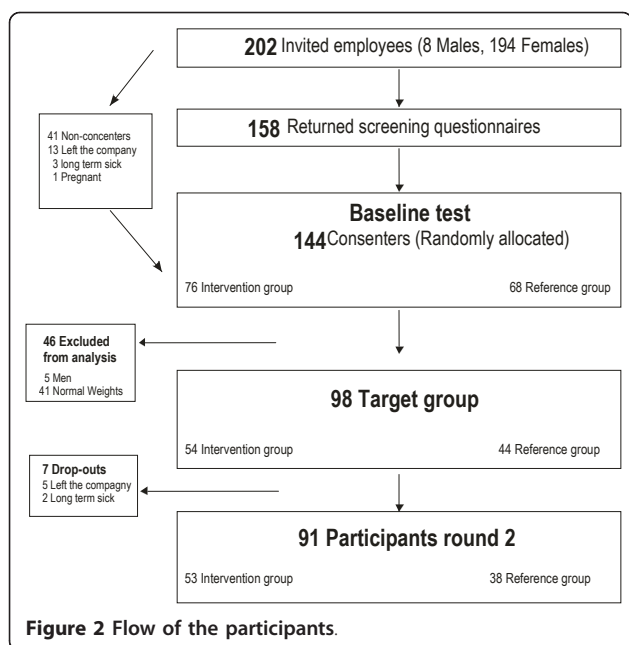 202 Invited employees (8 Males, 194 Females)
158 Returned screening questionnaires
41 Non-concenters
13 Left the company
3 long term sick
1 Pregnant
Baseline test
144 Consenters (Randomly allocated)
76 Intervention group 68 Reference group
46 Excluded
from analysis
5 Men
41 Normal Weights
98 Target group
54 Intervention group 44 Reference group
7 Drop-outs
5 Left the compagny
2 Long term sick
91 Participants round 2
53 Intervention group 38 Reference group
Figure 2 Flow of the participants.